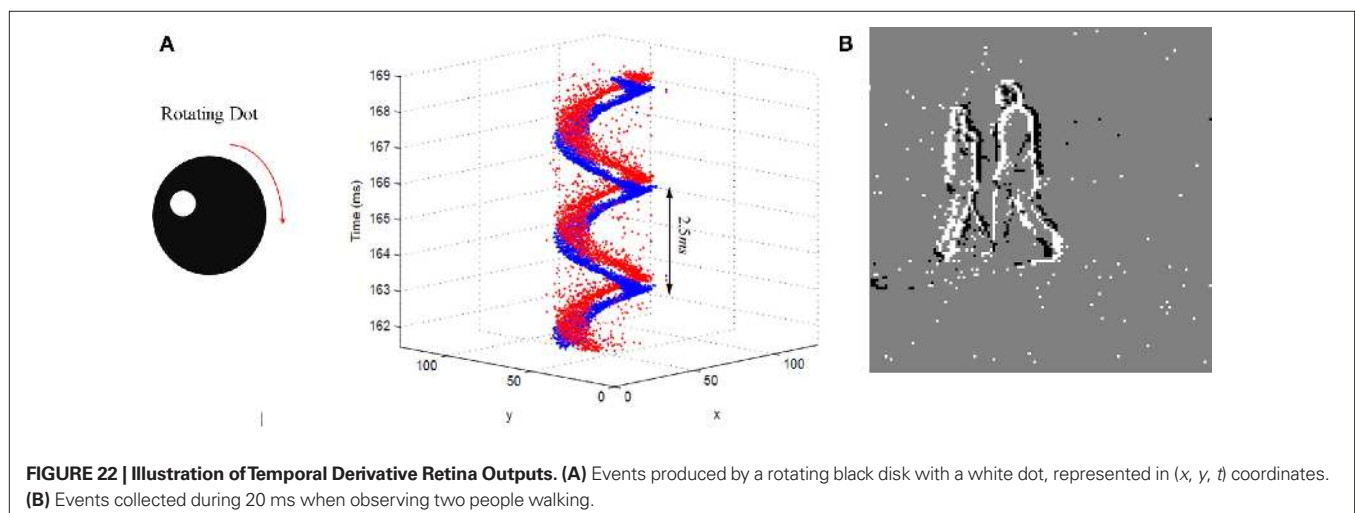 A
B
Rotating Dot
Time (ms)
169
168
167
166
165
164
163
162
2.5ms
100
50
0
0
50
100
y
x
FIGURE 22 | Illustration of Temporal Derivative Retina Outputs. (A) Events produced by a rotating black disk with a white dot, represented in (x, y, t) coordinates.
(B) Events collected during 20 ms when observing two people walking.